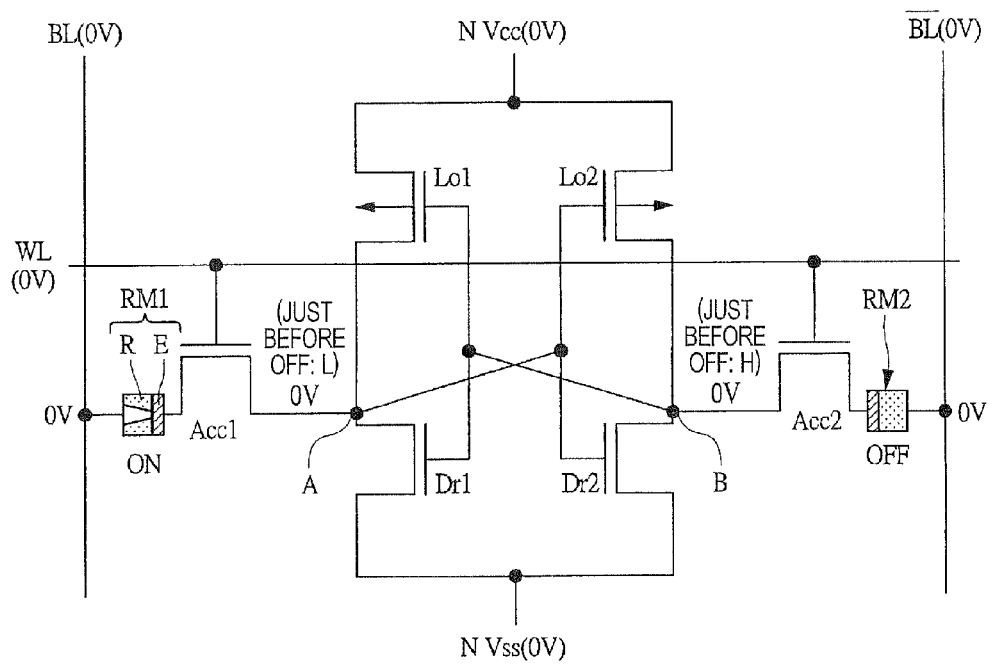 BL(0V)
N Vcc(0V)
B̅L̅(0V)
Lo1
Lo2
WL
(0V)
RM1
R E
(JUST
BEFORE
OFF: L)
0V
(JUST
BEFORE
OFF: H)
0V
RM2
0V
Acc1
Acc2
0V
ON
OFF
A
Dr1
Dr2
B
N Vss(0V)